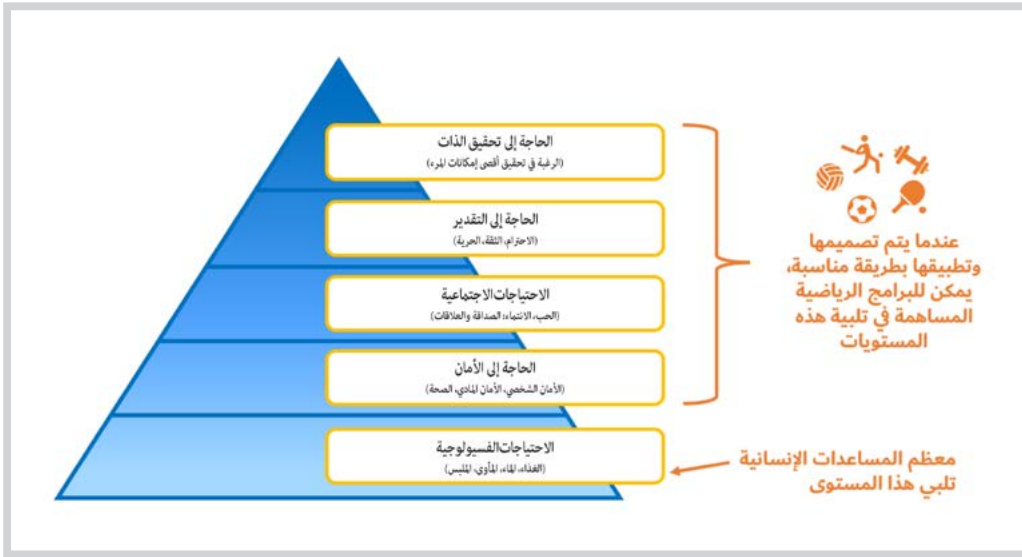 الحاجة إلى تحقيق الذات
(الرغبة في تحقيق أقصى إمكانات المرء)
الحاجة إلى التقدير
(الاحترام، الثقة، الحرية)
الاحتياجات الاجتماعية
(الحب، الانتماء: الصداقة والعلاقات)
الحاجة إلى الأمان
(الأمان الشخصي، الأمان المادي، الصحة)
الاحتياجات الفسيولوجية
(الغذاء، الماء، المأوى، الملبس)
عندما يتم تصميمها
وتطبيقها بطريقة مناسبة،
يمكن للبرامج الرياضية
المساهمة في تلبية هذه
المستويات
معظم المساعدات الإنسانية
تلبي هذا المستوى